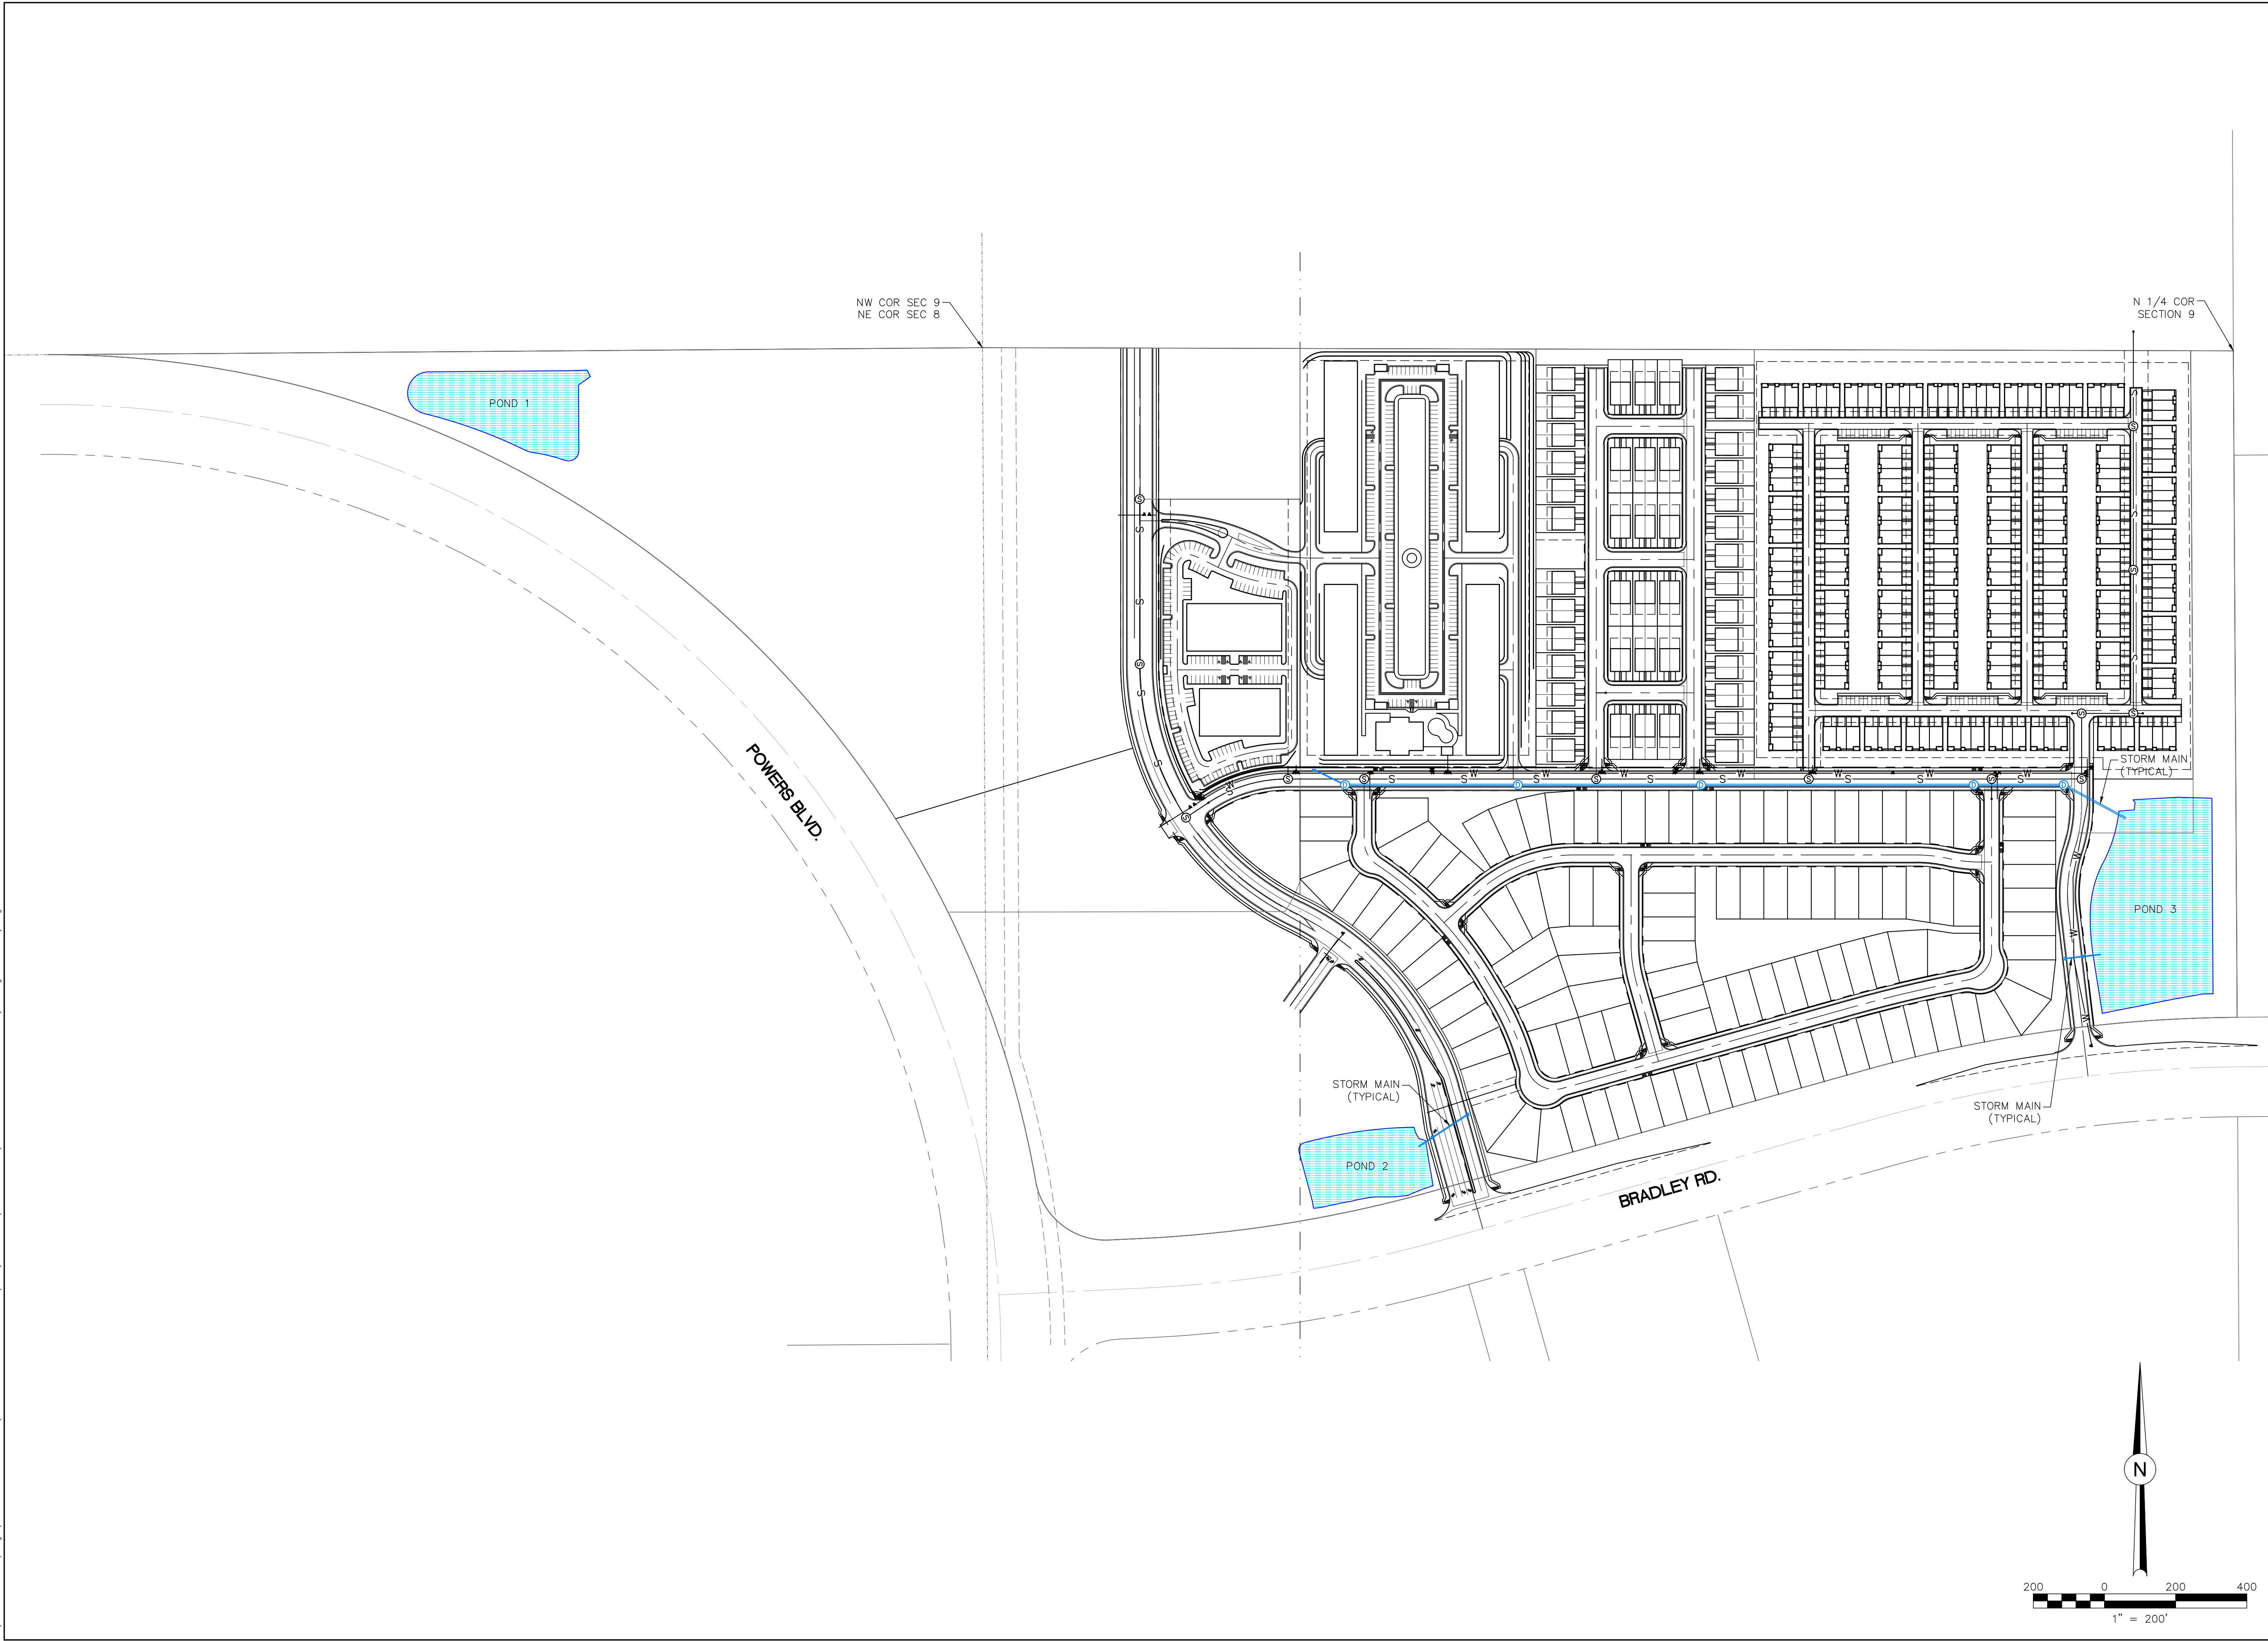 NW COR SEC 9
NE COR SEC 8
N 1/4 COR
SECTION 9
POND 1
POWERS BLVD.
STORM MAIN
(TYPICAL)
POND 3
STORM MAIN
(TYPICAL)
STORM MAIN
(TYPICAL)
POND 2
BRADLEY RD.
N
200 0 200 400
1" = 200'